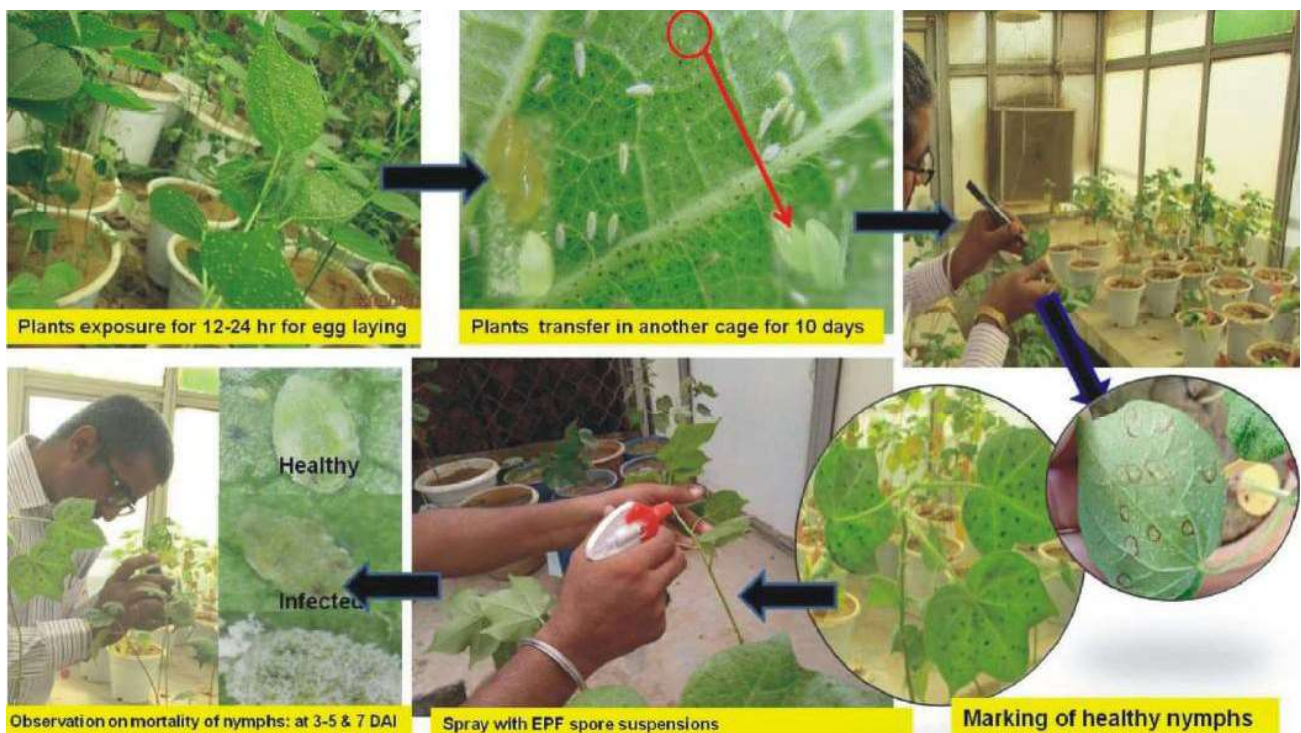 Plants exposure for 12-24 hr for egg laying
Plants transfer in another cage for 10 days
Healthy
Infected
Observation on mortality of nymphs: at 3-5 & 7 DAI
Spray with EPF spore suspensions
Marking of healthy nymphs